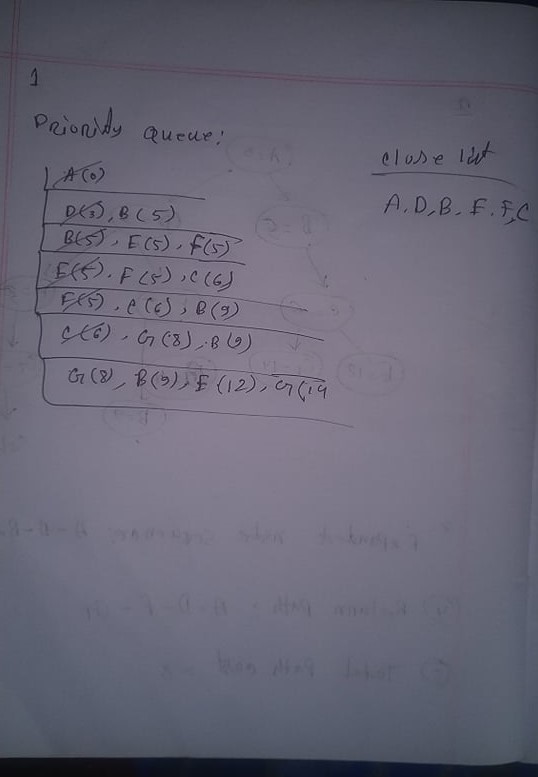 1
Priority queue:
A(0)
D(3), B(5)
B(5), E(5), F(5)
E(5), F(5), C(6)
F(5), C(6), B(9)
C(6), G(8), B(9)
G(8), B(9), E(12), G(14
close list
A, D, B, E, F, C